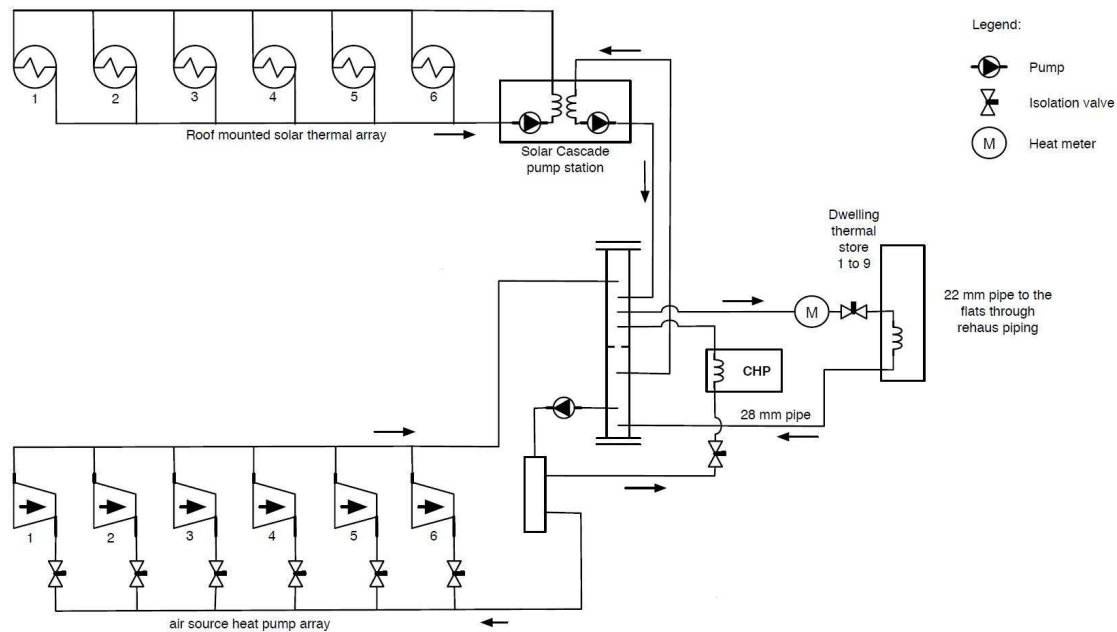 Legend:
Pump
Isolation valve
M
Heat meter
1
2
3
4
5
6
Roof mounted solar thermal array
Solar Cascade
pump station
Dwelling
thermal
store
1 to 9
M
22 mm pipe to the
flats through
rehaus piping
CHP
28 mm pipe
1
2
3
4
5
6
air source heat pump array